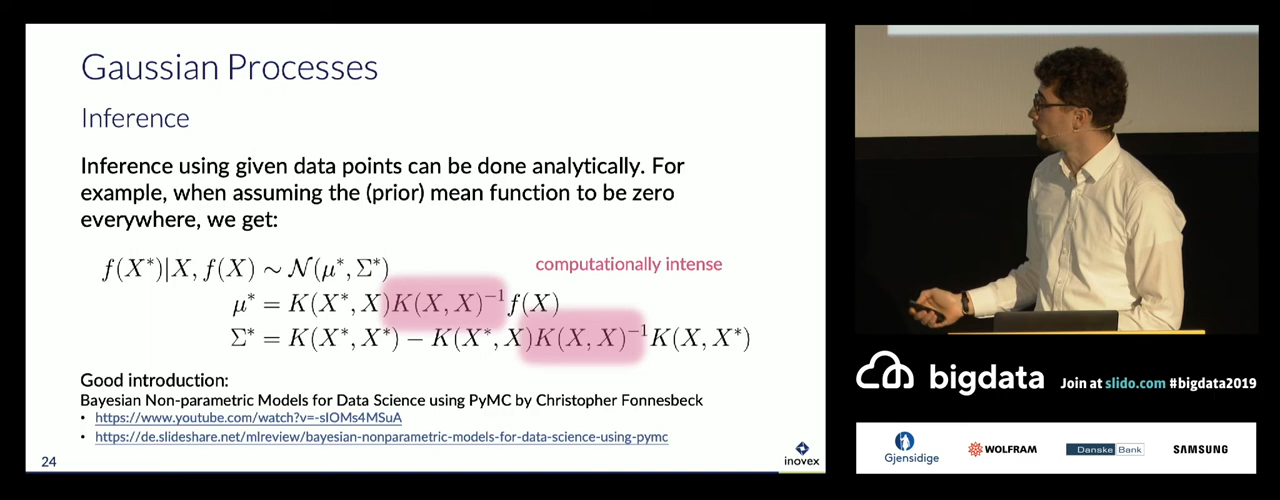 Gaussian Processes
Inference
Inference using given data points can be done analytically. For
example, when assuming the (prior) mean function to be zero
everywhere, we get:
f(X*)|X, f(X) ∼ 𝒩(μ*, Σ*)
computationally intense
μ* = K(X*, X)K(X, X)⁻¹f(X)
Σ* = K(X*, X*) − K(X*, X)K(X, X)⁻¹K(X, X*)
Good introduction:
Bayesian Non-parametric Models for Data Science using PyMC by Christopher Fonnesbeck
• https://www.youtube.com/watch?v=-sIOMs4MSuA
• https://de.slideshare.net/mlreview/bayesian-nonparametric-models-for-data-science-using-pymc
24
inovex
bigdata
Join at slido.com #bigdata2019
Gjensidige
WOLFRAM
Danske Bank
SAMSUNG